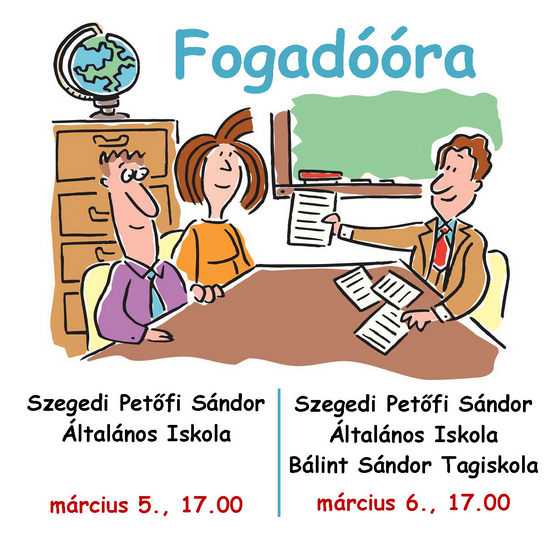 Fogadóóra
Szegedi Petőfi Sándor
Általános Iskola
március 5., 17.00
Szegedi Petőfi Sándor
Általános Iskola
Bálint Sándor Tagiskola
március 6., 17.00